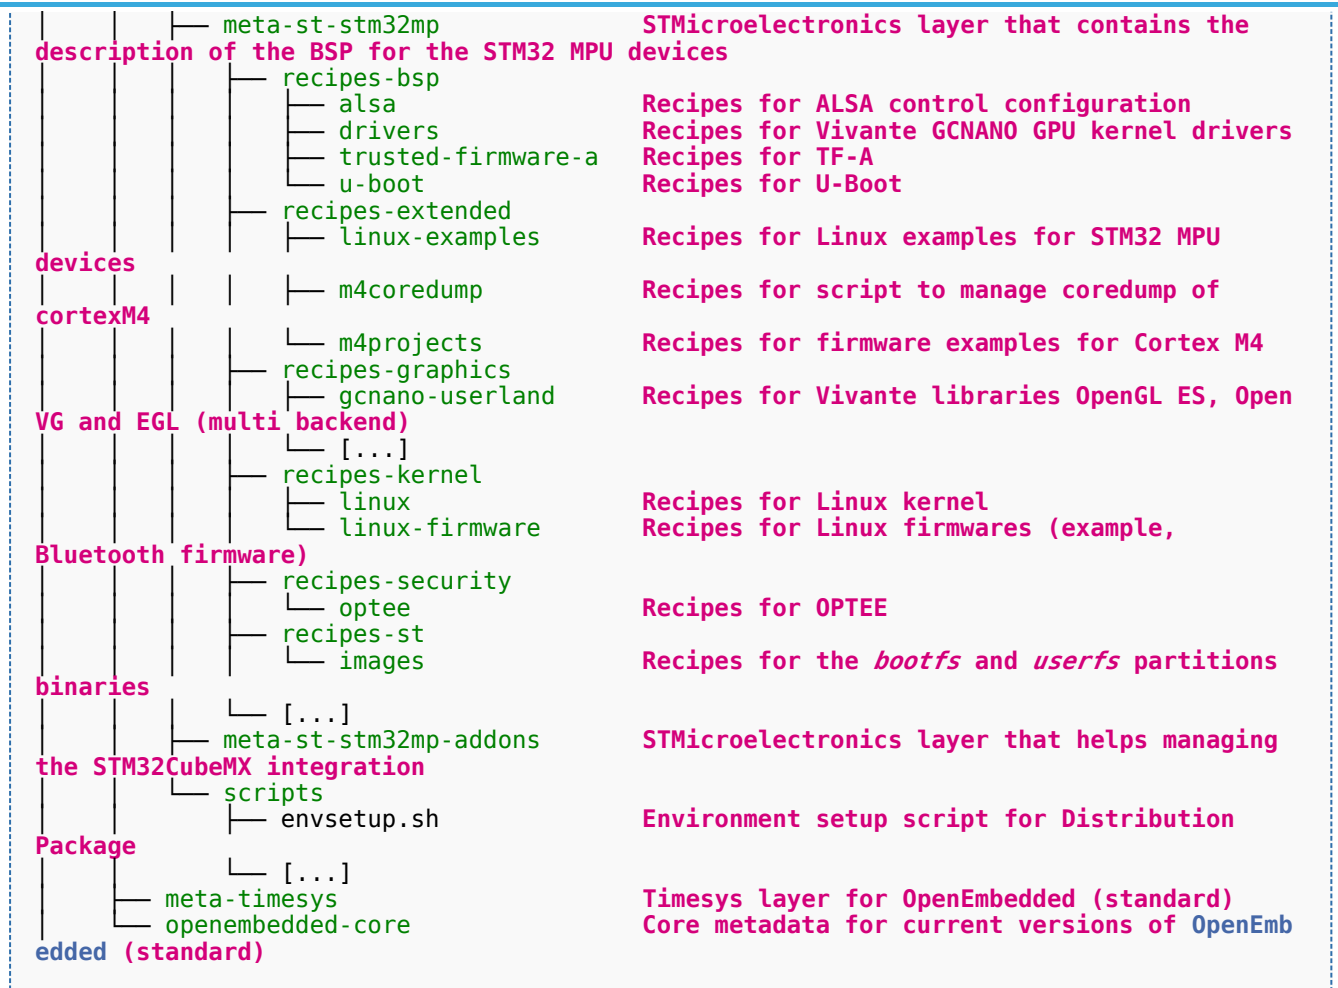 │    │   ├── meta-st-stm32mp              STMicroelectronics layer that contains the
description of the BSP for the STM32 MPU devices
│    │   │   ├── recipes-bsp
│    │   │   │   ├── alsa                 Recipes for ALSA control configuration
│    │   │   │   ├── drivers              Recipes for Vivante GCNANO GPU kernel drivers
│    │   │   │   ├── trusted-firmware-a   Recipes for TF-A
│    │   │   │   └── u-boot               Recipes for U-Boot
│    │   │   ├── recipes-extended
│    │   │   │   ├── linux-examples       Recipes for Linux examples for STM32 MPU
devices
│    │   │   │   ├── m4coredump           Recipes for script to manage coredump of
cortexM4
│    │   │   │   └── m4projects           Recipes for firmware examples for Cortex M4
│    │   │   ├── recipes-graphics
│    │   │   │   ├── gcnano-userland      Recipes for Vivante libraries OpenGL ES, Open
VG and EGL (multi backend)
│    │   │   │   └── [...]
│    │   │   ├── recipes-kernel
│    │   │   │   ├── linux                Recipes for Linux kernel
│    │   │   │   └── linux-firmware       Recipes for Linux firmwares (example,
Bluetooth firmware)
│    │   │   ├── recipes-security
│    │   │   │   └── optee                Recipes for OPTEE
│    │   │   ├── recipes-st
│    │   │   │   └── images               Recipes for the bootfs and userfs partitions
binaries
│    │   │   └── [...]
│    │   ├── meta-st-stm32mp-addons       STMicroelectronics layer that helps managing
the STM32CubeMX integration
│    │   └── scripts
│    │       ├── envsetup.sh              Environment setup script for Distribution
Package
│    │       └── [...]
│    ├── meta-timesys                     Timesys layer for OpenEmbedded (standard)
│    └── openembedded-core                Core metadata for current versions of OpenEmb
edded (standard)